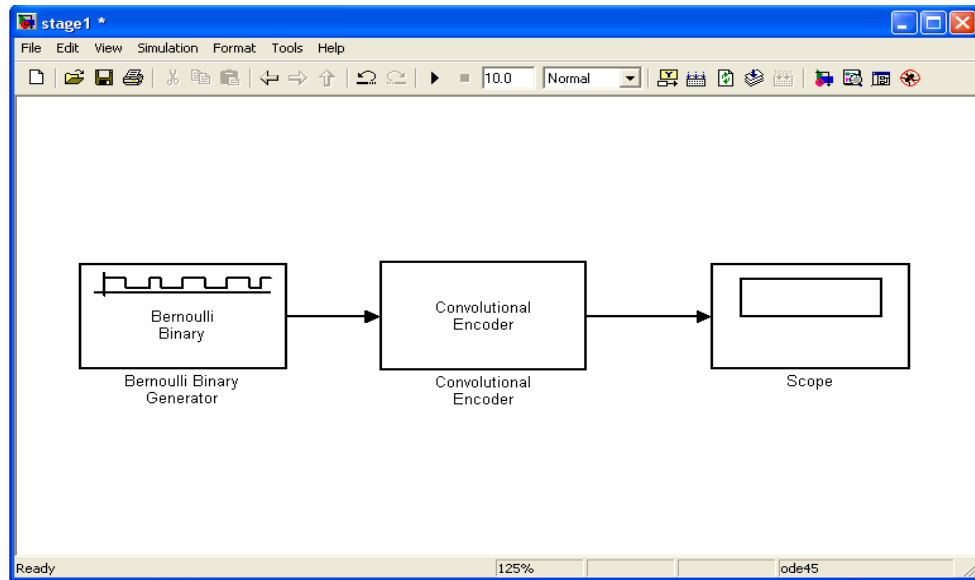 stage1 *
File Edit View Simulation Format Tools Help
10.0 Normal
Bernoulli
Binary
Bernoulli Binary
Generator
Convolutional
Encoder
Convolutional
Encoder
Scope
Ready 125% ode45